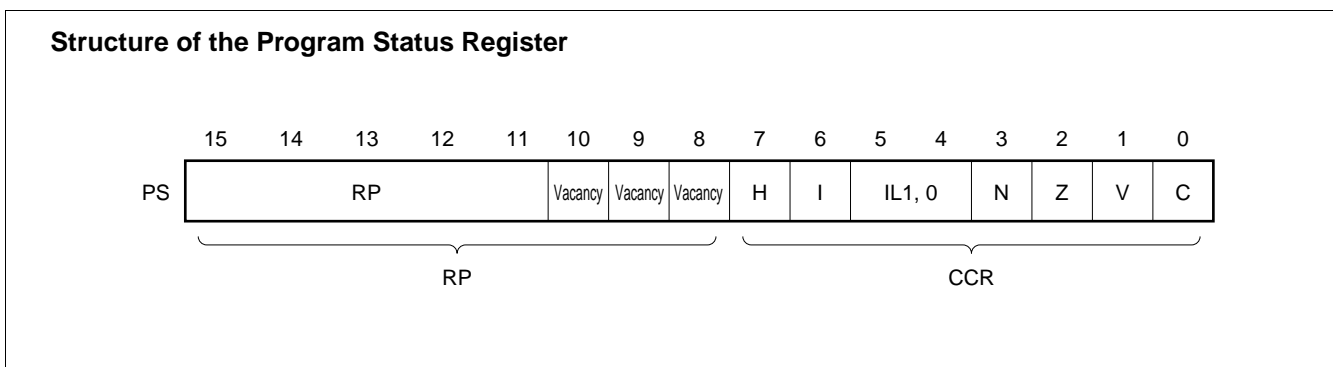 Structure of the Program Status Register
15 14 13 12 11 10 9 8 7 6 5 4 3 2 1 0
PS RP Vacancy Vacancy Vacancy H I IL1, 0 N Z V C
RP CCR